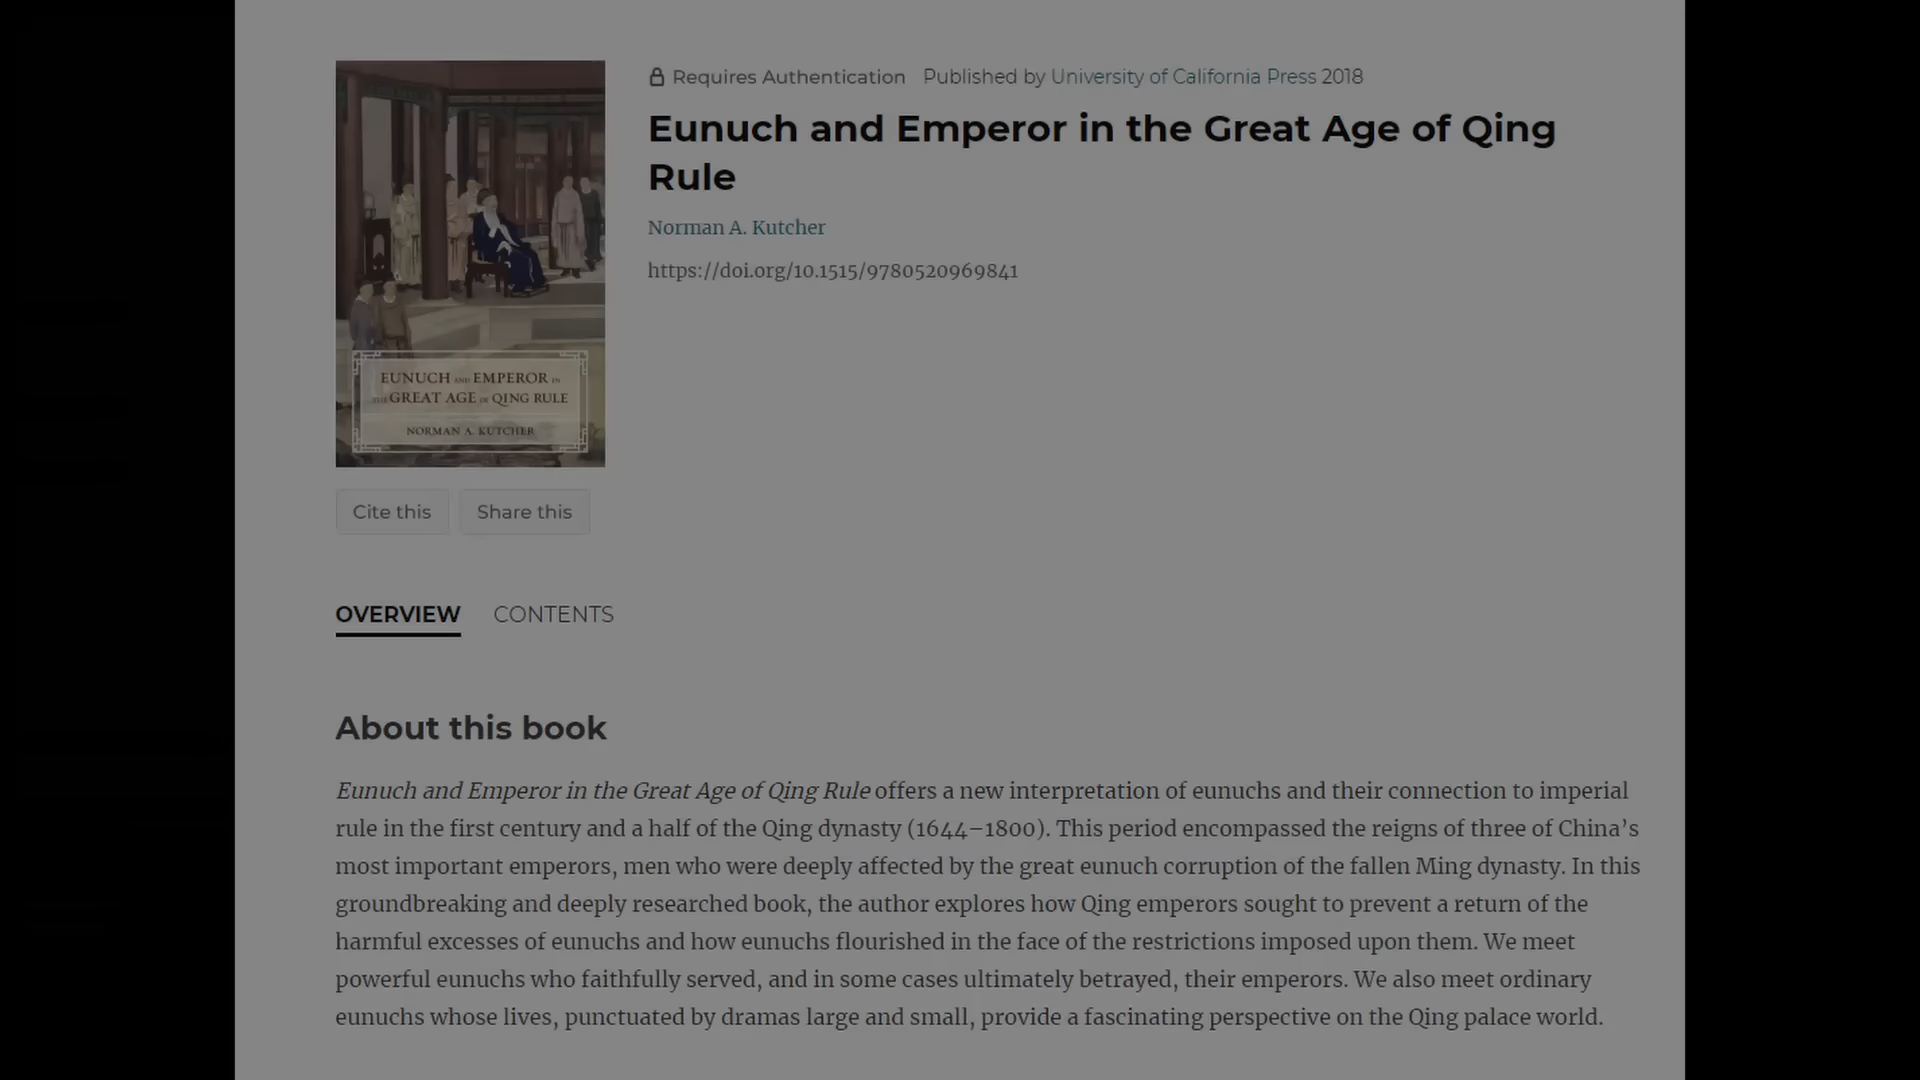 Requires Authentication Published by University of California Press 2018
Eunuch and Emperor in the Great Age of Qing
Rule
Norman A. Kutcher
https://doi.org/10.1515/9780520969841
EUNUCH AND EMPEROR IN
THE GREAT AGE OF QING RULE
NORMAN A. KUTCHER
Cite this Share this
OVERVIEW CONTENTS
About this book
Eunuch and Emperor in the Great Age of Qing Rule offers a new interpretation of eunuchs and their connection to imperial
rule in the first century and a half of the Qing dynasty (1644–1800). This period encompassed the reigns of three of China’s
most important emperors, men who were deeply affected by the great eunuch corruption of the fallen Ming dynasty. In this
groundbreaking and deeply researched book, the author explores how Qing emperors sought to prevent a return of the
harmful excesses of eunuchs and how eunuchs flourished in the face of the restrictions imposed upon them. We meet
powerful eunuchs who faithfully served, and in some cases ultimately betrayed, their emperors. We also meet ordinary
eunuchs whose lives, punctuated by dramas large and small, provide a fascinating perspective on the Qing palace world.